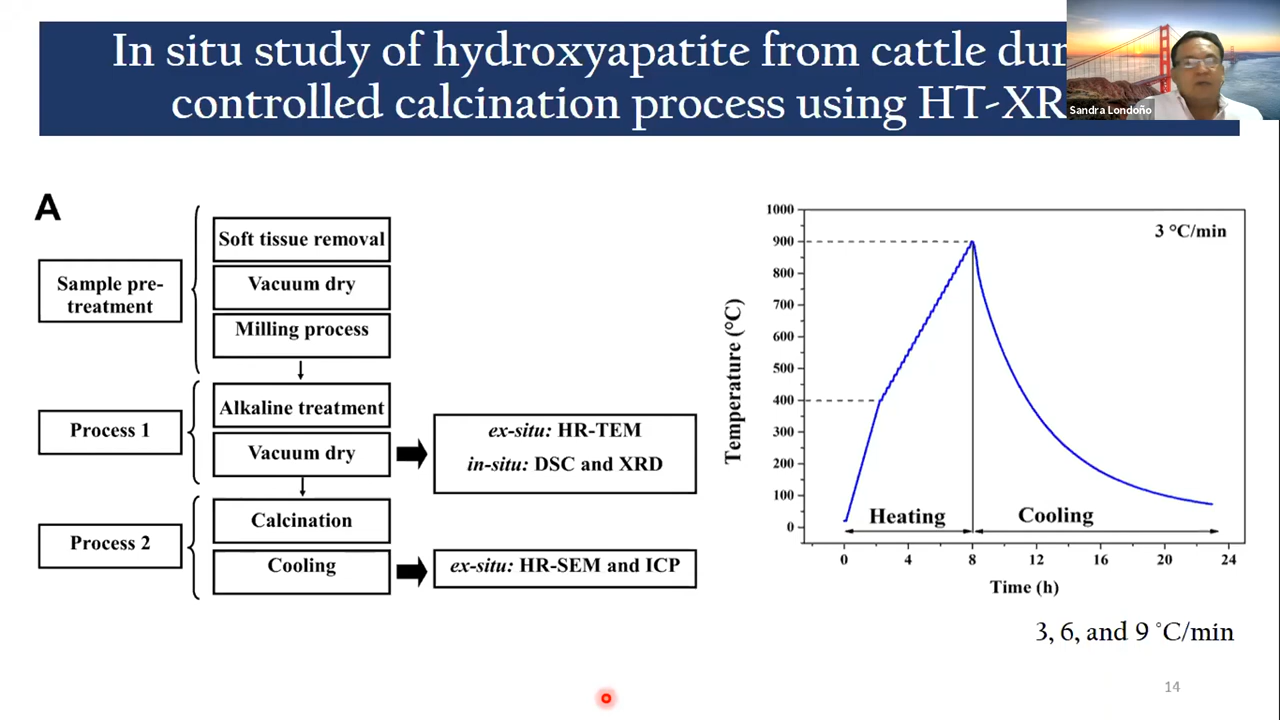 In situ study of hydroxyapatite from cattle
controlled calcination process using
Sandra Londoño
A
Sample pre-
treatment
Soft tissue removal
Vacuum dry
Milling process
Process 1
Alkaline treatment
Vacuum dry
ex-situ: HR-TEM
in-situ: DSC and XRD
Process 2
Calcination
Cooling
ex-situ: HR-SEM and ICP
3 °C/min
Temperature (°C)
1000
900
800
700
600
500
400
300
200
100
0
Heating
Cooling
0 4 8 12 16 20 24
Time (h)
3, 6, and 9 °C/min
14